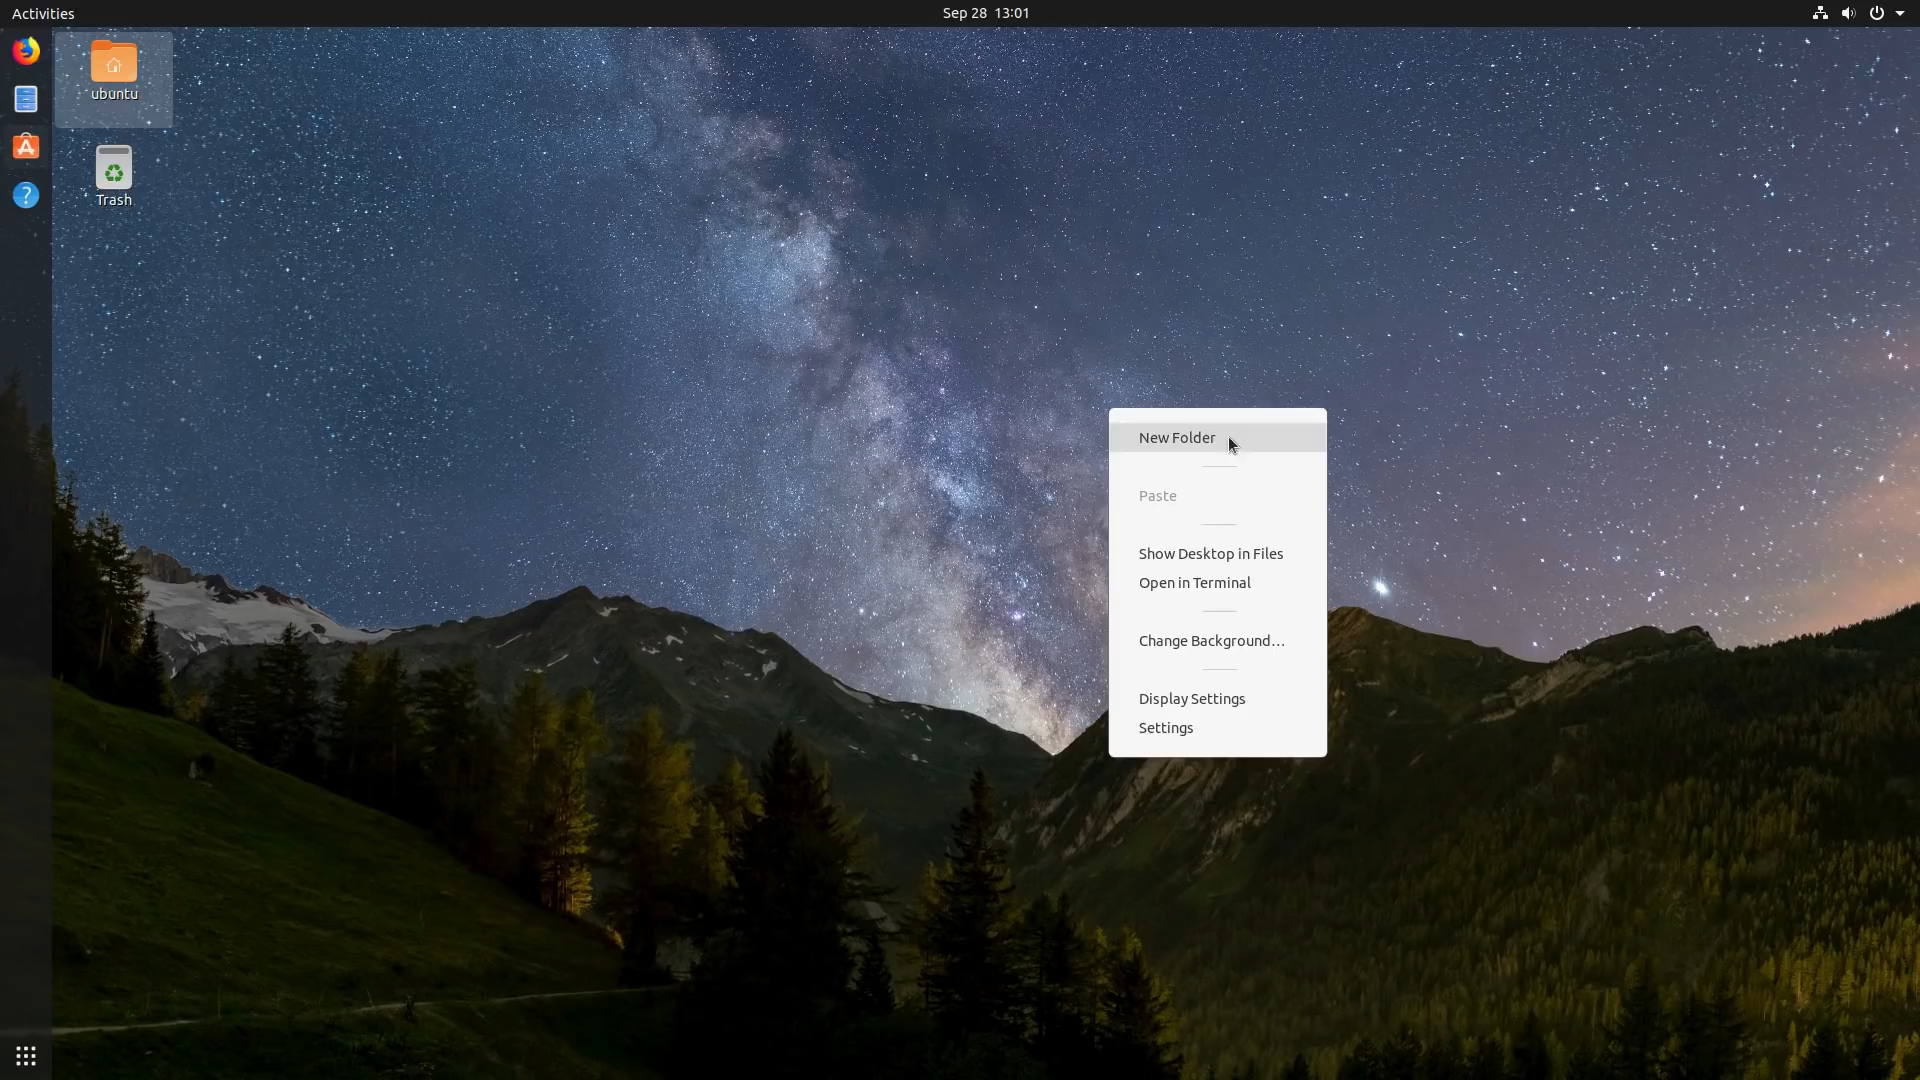 Activities
Sep 28 13:01
ubuntu
Trash
New Folder
Paste
Show Desktop in Files
Open in Terminal
Change Background…
Display Settings
Settings